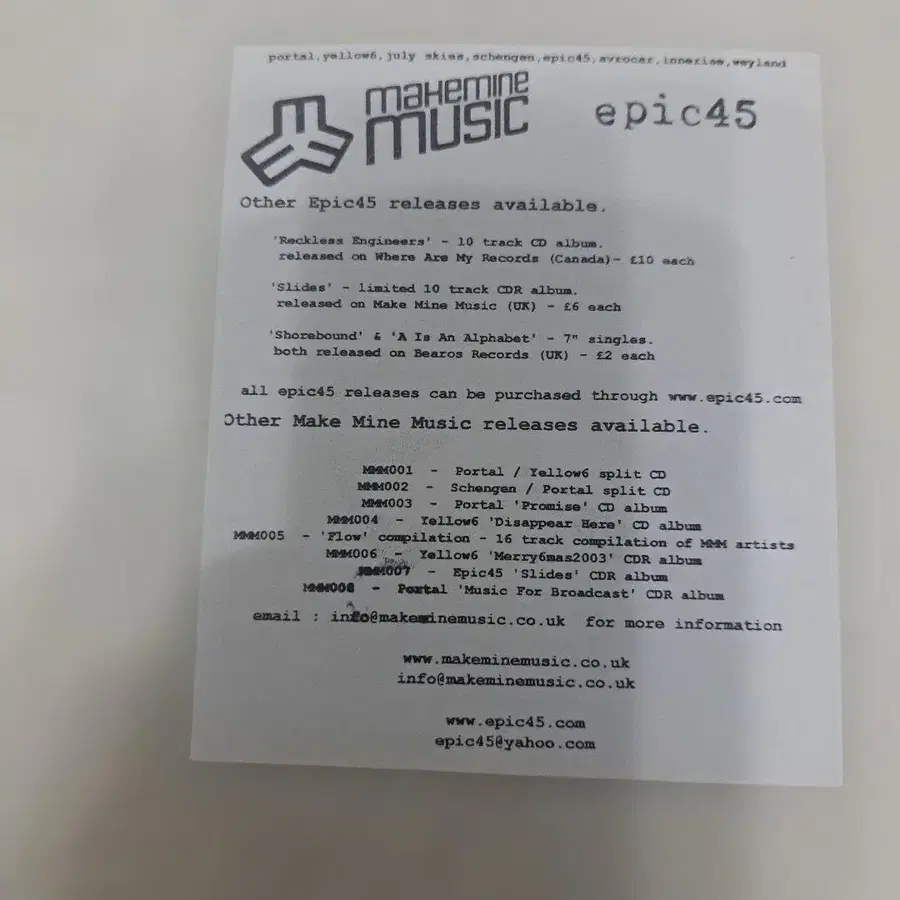 portal,yellow6,july skies,schengen,epic45,avrocar,innerise,weyland
makemine
music
epic45
Other Epic45 releases available.
'Reckless Engineers' - 10 track CD album.
released on Where Are My Records (Canada)- £10 each
'Slides' - limited 10 track CDR album.
released on Make Mine Music (UK) - £6 each
'Shorebound' & 'A Is An Alphabet' - 7" singles.
both released on Bearos Records (UK) - £2 each
all epic45 releases can be purchased through www.epic45.com
Other Make Mine Music releases available.
MMM001 - Portal / Yellow6 split CD
MMM002 - Schengen / Portal split CD
MMM003 - Portal 'Promise' CD album
MMM004 - Yellow6 'Disappear Here' CD album
MMM005 - 'Flow' compilation - 16 track compilation of MMM artists
MMM006 - Yellow6 'Merry6mas2003' CDR album
MMM007 - Epic45 'Slides' CDR album
MMM008 - Portal 'Music For Broadcast' CDR album
email : info@makeminemusic.co.uk for more information
www.makeminemusic.co.uk
info@makeminemusic.co.uk
www.epic45.com
epic45@yahoo.com